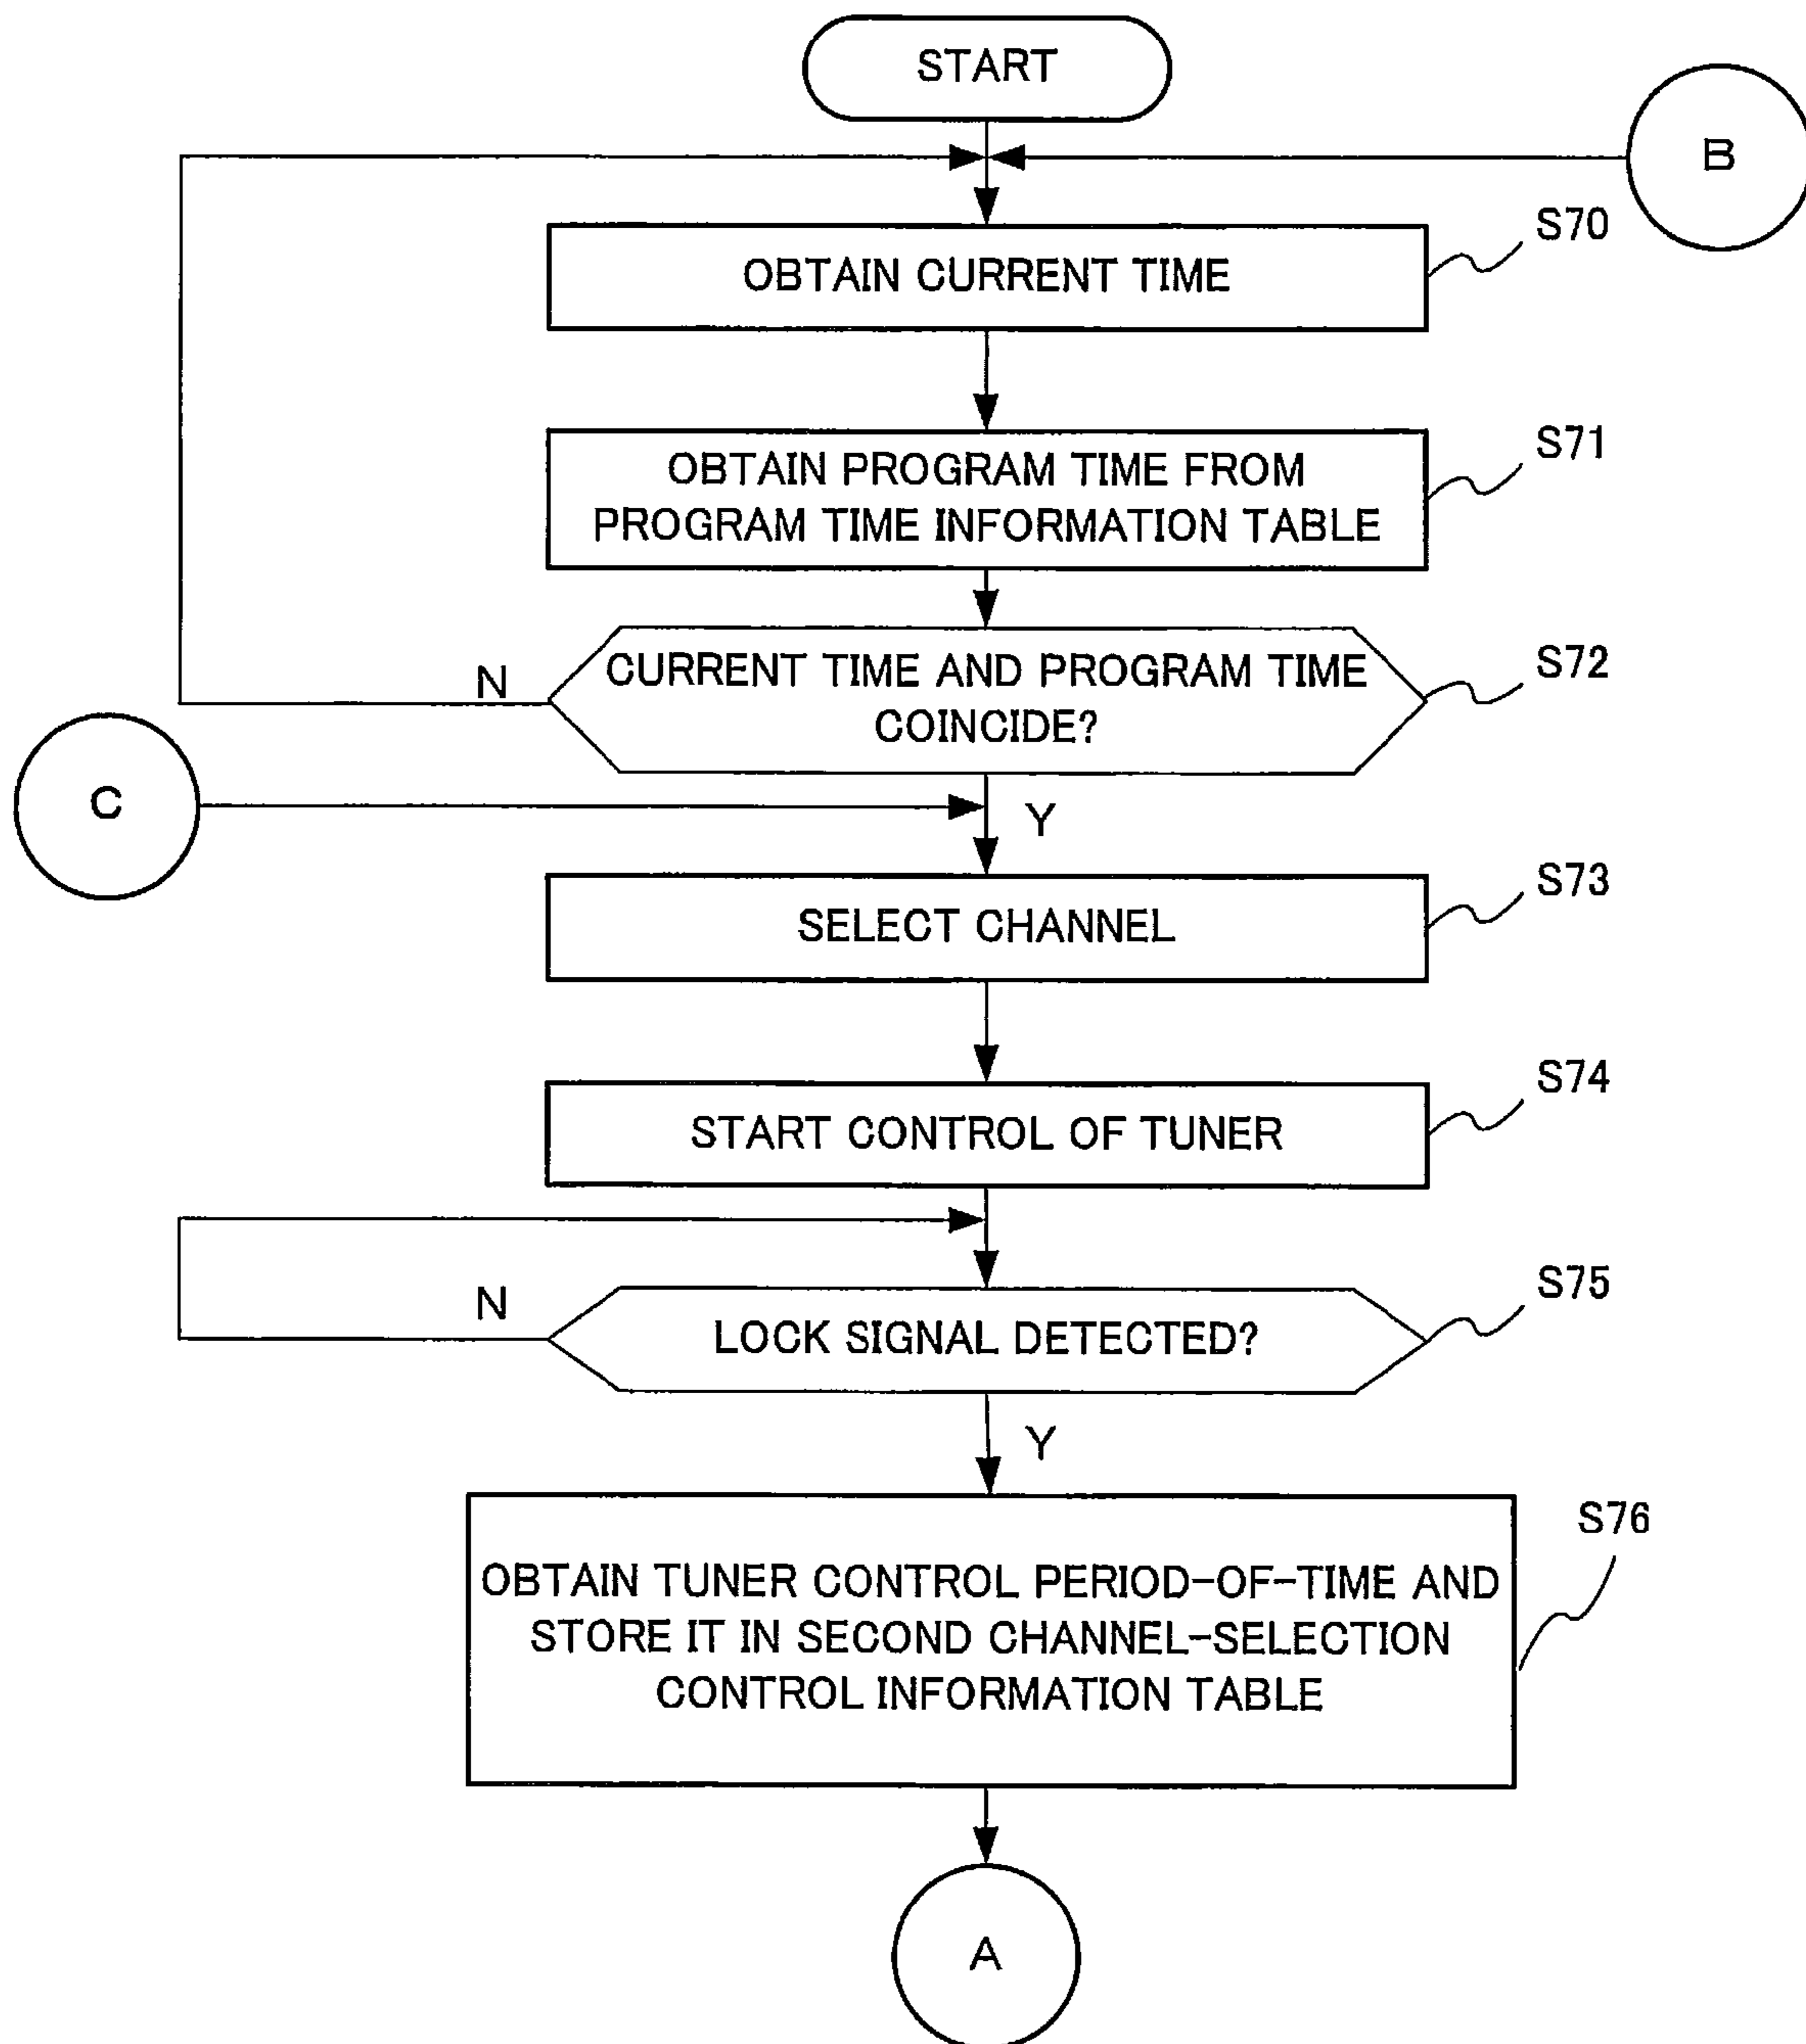 START
B
S70
OBTAIN CURRENT TIME
S71
OBTAIN PROGRAM TIME FROM
PROGRAM TIME INFORMATION TABLE
S72
N
CURRENT TIME AND PROGRAM TIME
COINCIDE?
C
Y
S73
SELECT CHANNEL
S74
START CONTROL OF TUNER
S75
N
LOCK SIGNAL DETECTED?
Y
S76
OBTAIN TUNER CONTROL PERIOD-OF-TIME AND
STORE IT IN SECOND CHANNEL-SELECTION
CONTROL INFORMATION TABLE
A